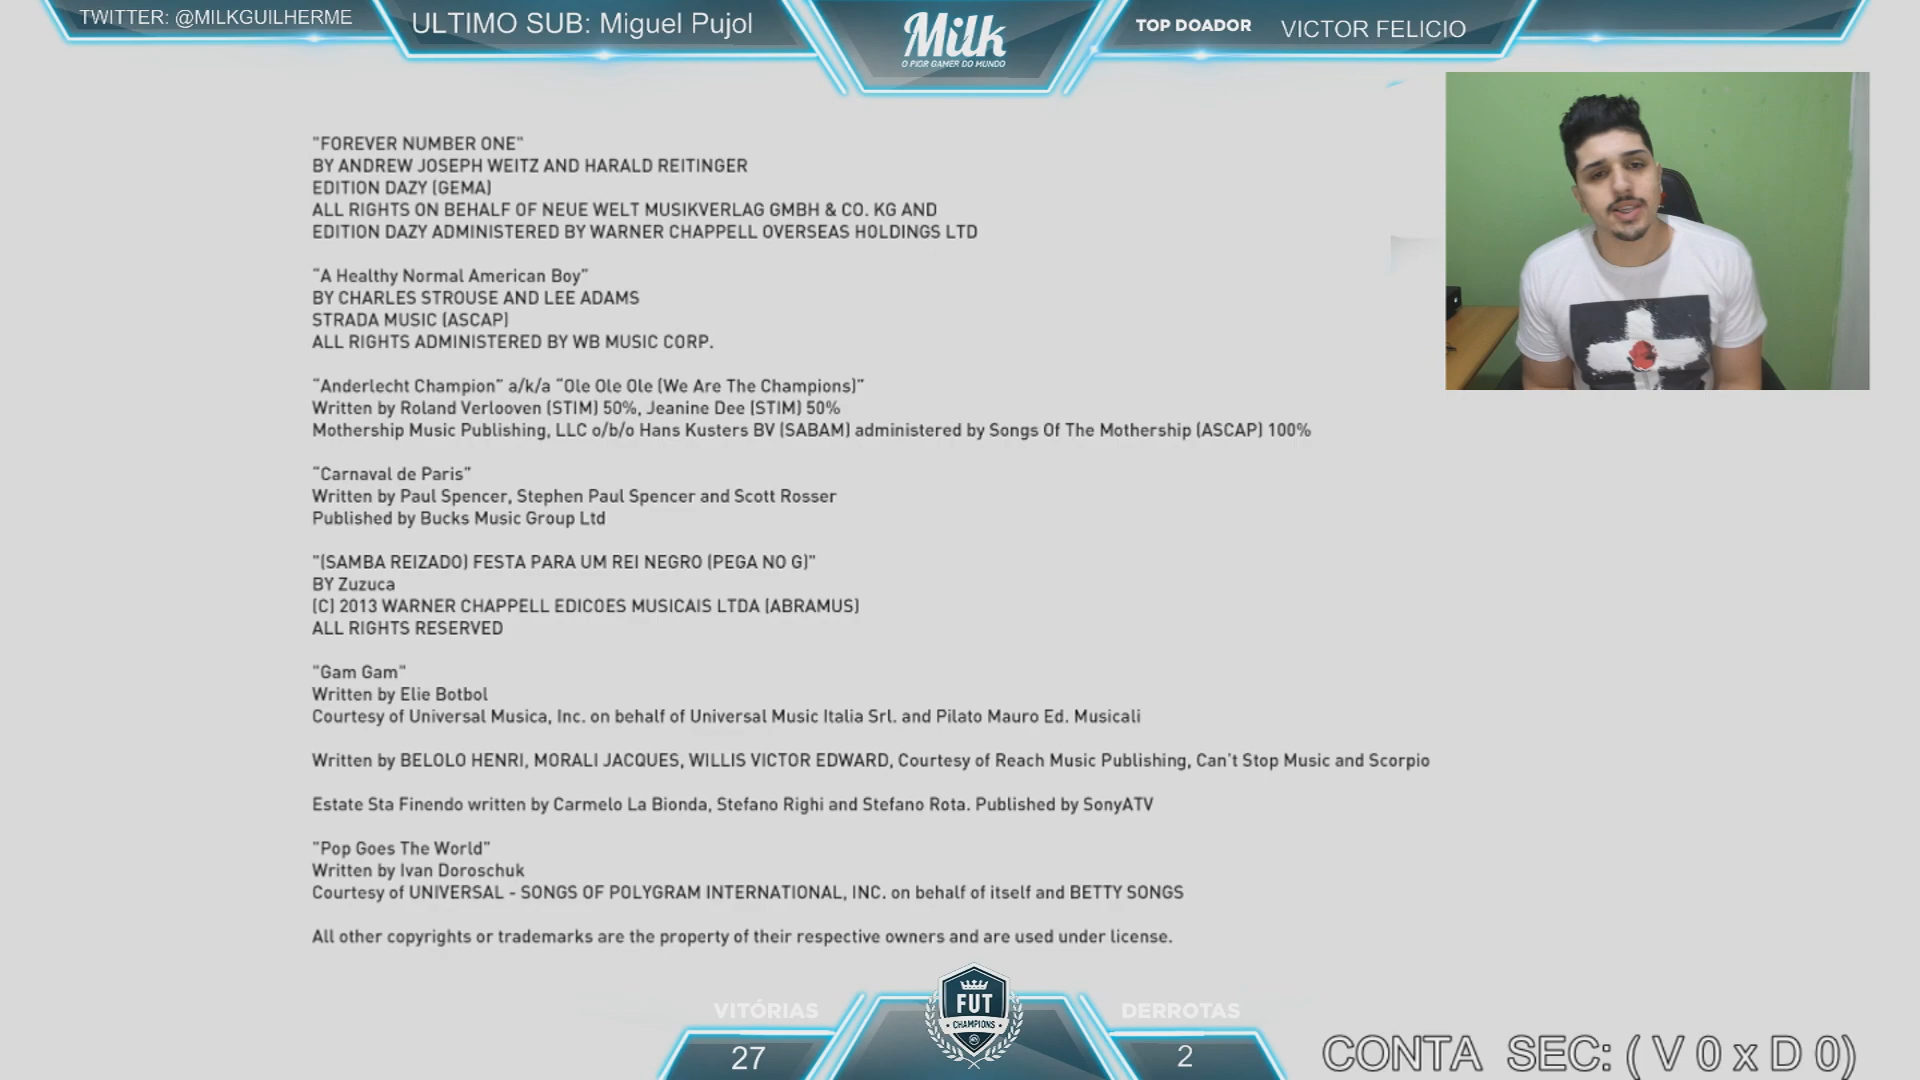 TWITTER: @MILKGUILHERME
ULTIMO SUB: Miguel Pujol
Milk
O PIOR GAMER DO MUNDO
TOP DOADOR
VICTOR FELICIO
"FOREVER NUMBER ONE"
BY ANDREW JOSEPH WEITZ AND HARALD REITINGER
EDITION DAZY (GEMA)
ALL RIGHTS ON BEHALF OF NEUE WELT MUSIKVERLAG GMBH & CO. KG AND
EDITION DAZY ADMINISTERED BY WARNER CHAPPELL OVERSEAS HOLDINGS LTD
"A Healthy Normal American Boy"
BY CHARLES STROUSE AND LEE ADAMS
STRADA MUSIC (ASCAP)
ALL RIGHTS ADMINISTERED BY WB MUSIC CORP.
"Anderlecht Champion" a/k/a "Ole Ole Ole (We Are The Champions)"
Written by Roland Verlooven (STIM) 50%, Jeanine Dee (STIM) 50%
Mothership Music Publishing, LLC o/b/o Hans Kusters BV (SABAM) administered by Songs Of The Mothership (ASCAP) 100%
"Carnaval de Paris"
Written by Paul Spencer, Stephen Paul Spencer and Scott Rosser
Published by Bucks Music Group Ltd
"(SAMBA REIZADO) FESTA PARA UM REI NEGRO (PEGA NO G)"
BY Zuzuca
(C) 2013 WARNER CHAPPELL EDICOES MUSICAIS LTDA (ABRAMUS)
ALL RIGHTS RESERVED
"Gam Gam"
Written by Elie Botbol
Courtesy of Universal Musica, Inc. on behalf of Universal Music Italia Srl. and Pilato Mauro Ed. Musicali
Written by BELOLO HENRI, MORALI JACQUES, WILLIS VICTOR EDWARD, Courtesy of Reach Music Publishing, Can't Stop Music and Scorpio
Estate Sta Finendo written by Carmelo La Bionda, Stefano Righi and Stefano Rota. Published by SonyATV
"Pop Goes The World"
Written by Ivan Doroschuk
Courtesy of UNIVERSAL - SONGS OF POLYGRAM INTERNATIONAL, INC. on behalf of itself and BETTY SONGS
All other copyrights or trademarks are the property of their respective owners and are used under license.
VITÓRIAS
27
FUT
CHAMPIONS
DERROTAS
2
CONTA SEC: ( V 0 x D 0)